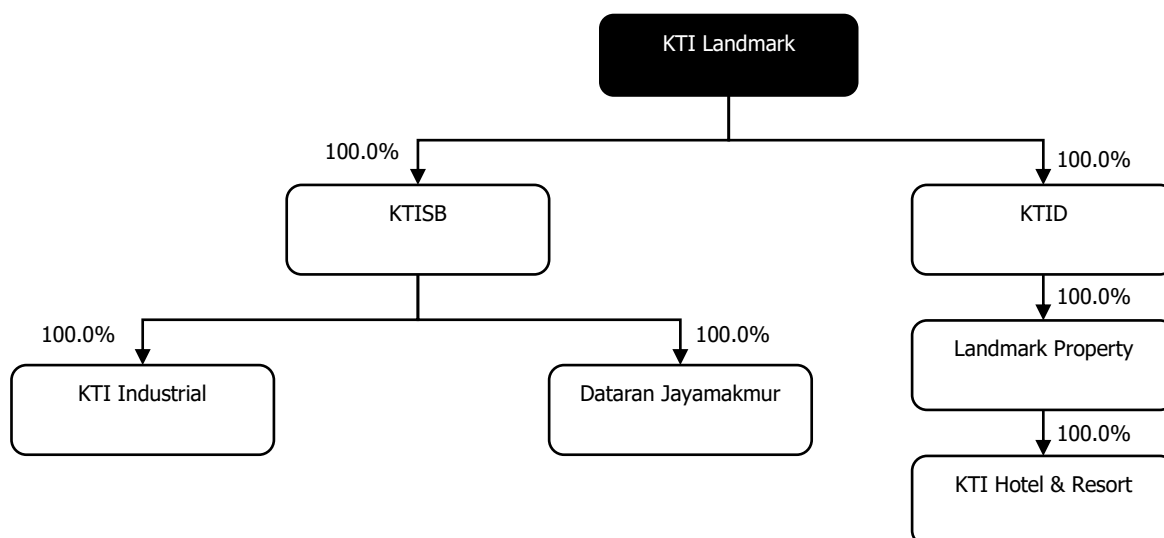 KTI Landmark
100.0%
100.0%
KTISB
KTID
100.0%
100.0%
100.0%
KTI Industrial
Dataran Jayamakmur
Landmark Property
100.0%
KTI Hotel & Resort